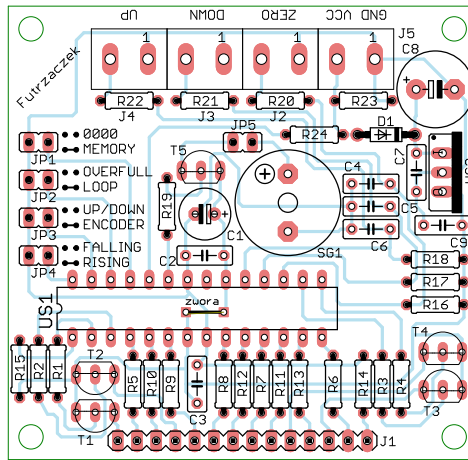 UP DOWN ZERO VCC GND
1 1 1 1
J5
C8
Futrzaczek
R22 R21 R20 R23
J4 J3 J2
JP5 R24 D1
0000
JP1 MEMORY
T5
C7
OVERFULL
JP2 LOOP
C4
R19
UP/DOWN
JP3 ENCODER
C1
C5
C6
C9
FALLING
JP4 RISING
C2
SG1
R18
R17
R16
US1
zwora
T4
T2
R15 R2 R1 R5 R10 R9 R8 R12 R7 R11 R13 R6 R14 R3 R4
C3
T1
T3
J1